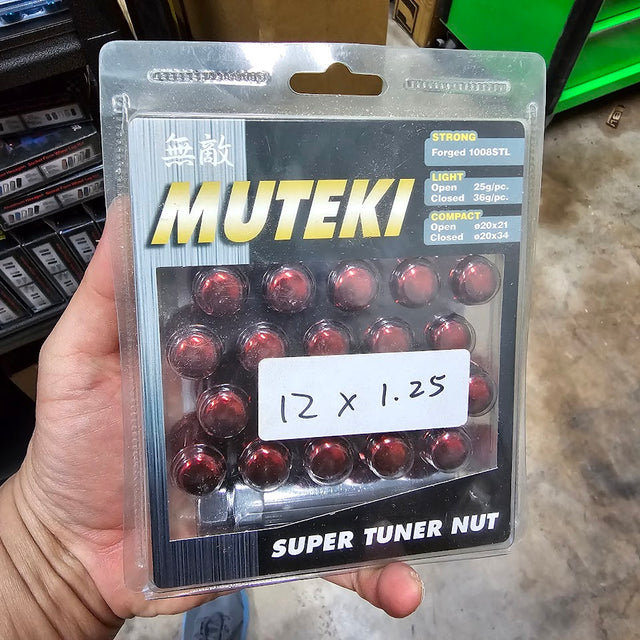 無敵
MUTEKI
STRONG
Forged 1008STL
LIGHT
Open 25g/pc.
Closed 36g/pc.
COMPACT
Open ø20x21
Closed ø20x34
12 x 1.25
SUPER TUNER NUT